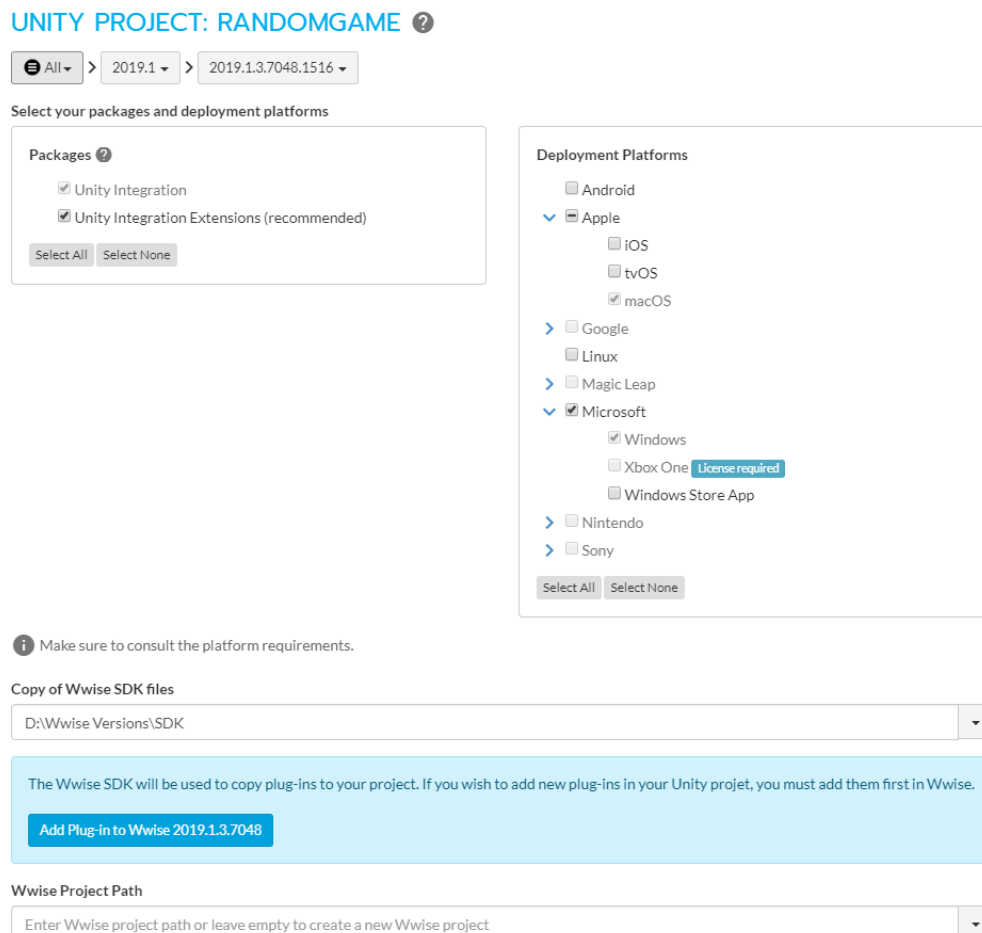 UNITY PROJECT: RANDOMGAME ?
All > 2019.1 > 2019.1.3.7048.1516
Select your packages and deployment platforms
Packages ?
Unity Integration
Unity Integration Extensions (recommended)
Select All Select None
Deployment Platforms
Android
Apple
iOS
tvOS
macOS
Google
Linux
Magic Leap
Microsoft
Windows
Xbox One License required
Windows Store App
Nintendo
Sony
Select All Select None
i Make sure to consult the platform requirements.
Copy of Wwise SDK files
D:\Wwise Versions\SDK
The Wwise SDK will be used to copy plug-ins to your project. If you wish to add new plug-ins in your Unity projet, you must add them first in Wwise.
Add Plug-in to Wwise 2019.1.3.7048
Wwise Project Path
Enter Wwise project path or leave empty to create a new Wwise project